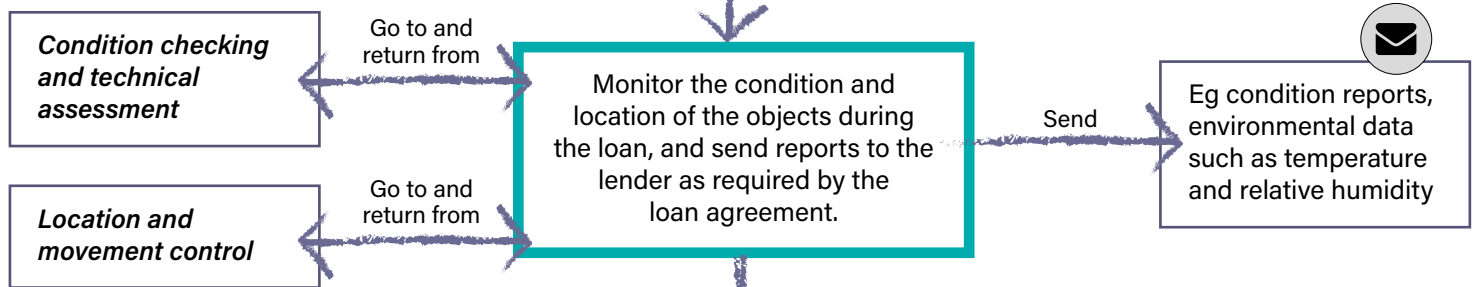 Condition checking
and technical
assessment
Go to and
return from
Monitor the condition and
location of the objects during
the loan, and send reports to the
lender as required by the
loan agreement.
Send
Eg condition reports,
environmental data
such as temperature
and relative humidity
Location and
movement control
Go to and
return from